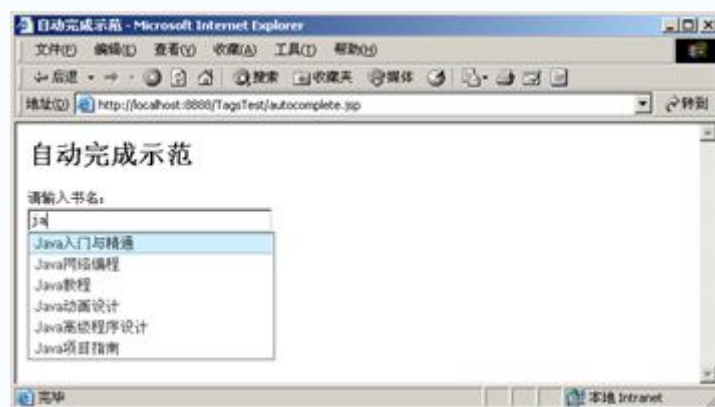 自动完成示范 - Microsoft Internet Explorer
文件(F) 编辑(E) 查看(V) 收藏(A) 工具(T) 帮助(H)
后退 搜索 收藏夹 媒体
地址(D) http://localhost:8888/TagsTest/autocomplete.jsp 转到
自动完成示范
请输入书名:
ja
Java入门与精通
Java网络编程
Java教程
Java动画设计
Java高级程序设计
Java项目指南
完毕 本地 Intranet